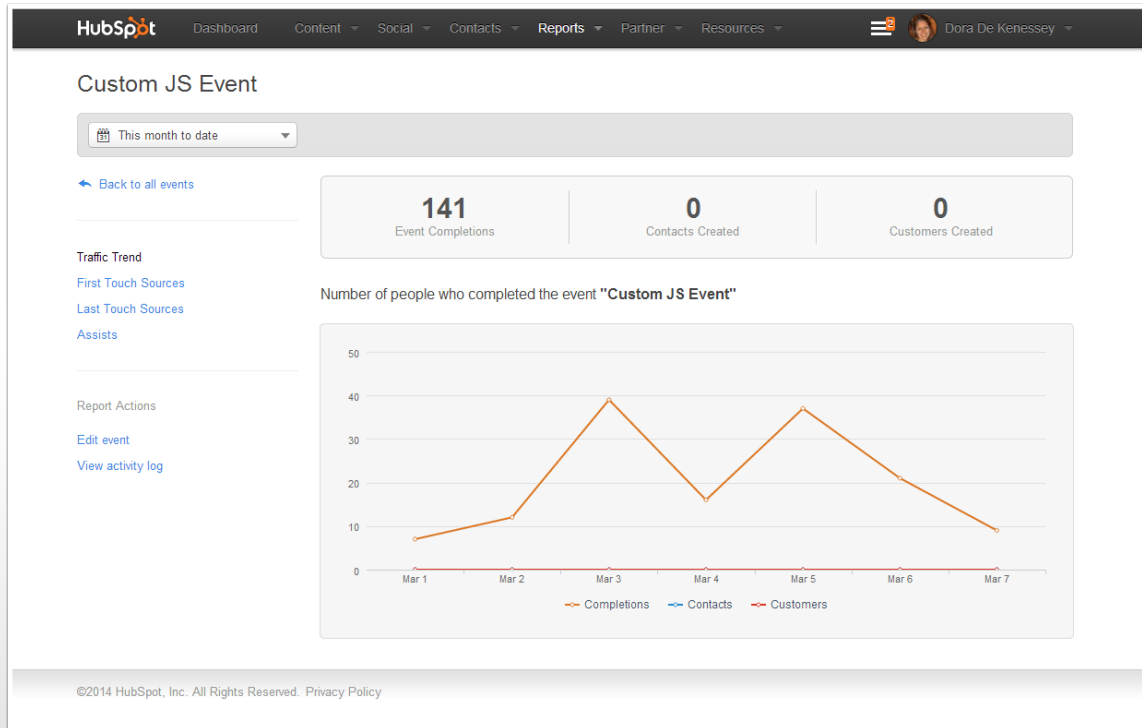 HubSpot Dashboard Content Social Contacts Reports Partner Resources 2 Dora De Kenessey
Custom JS Event
31 This month to date
Back to all events
141 0 0
Event Completions Contacts Created Customers Created
Traffic Trend
First Touch Sources
Last Touch Sources
Assists
Report Actions
Edit event
View activity log
Number of people who completed the event "Custom JS Event"
50
40
30
20
10
0
Mar 1 Mar 2 Mar 3 Mar 4 Mar 5 Mar 6 Mar 7
Completions Contacts Customers
©2014 HubSpot, Inc. All Rights Reserved. Privacy Policy